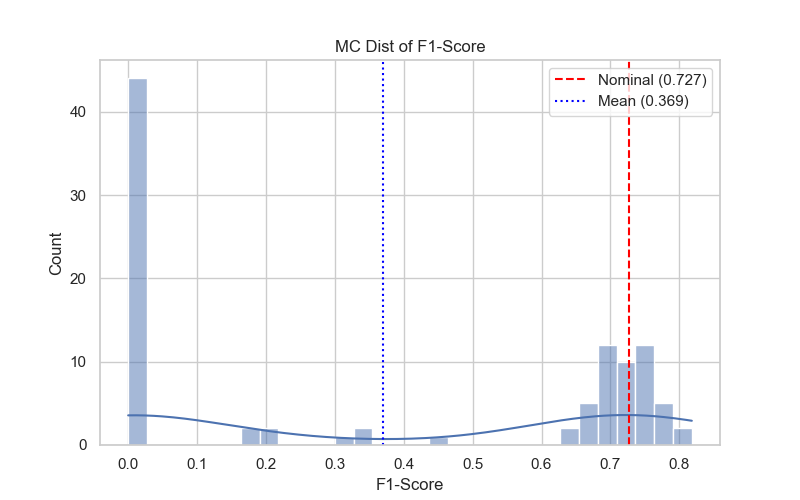 MC Dist of F1-Score
Nominal (0.727)
Mean (0.369)
Count
40
30
20
10
0
0.0 0.1 0.2 0.3 0.4 0.5 0.6 0.7 0.8
F1-Score